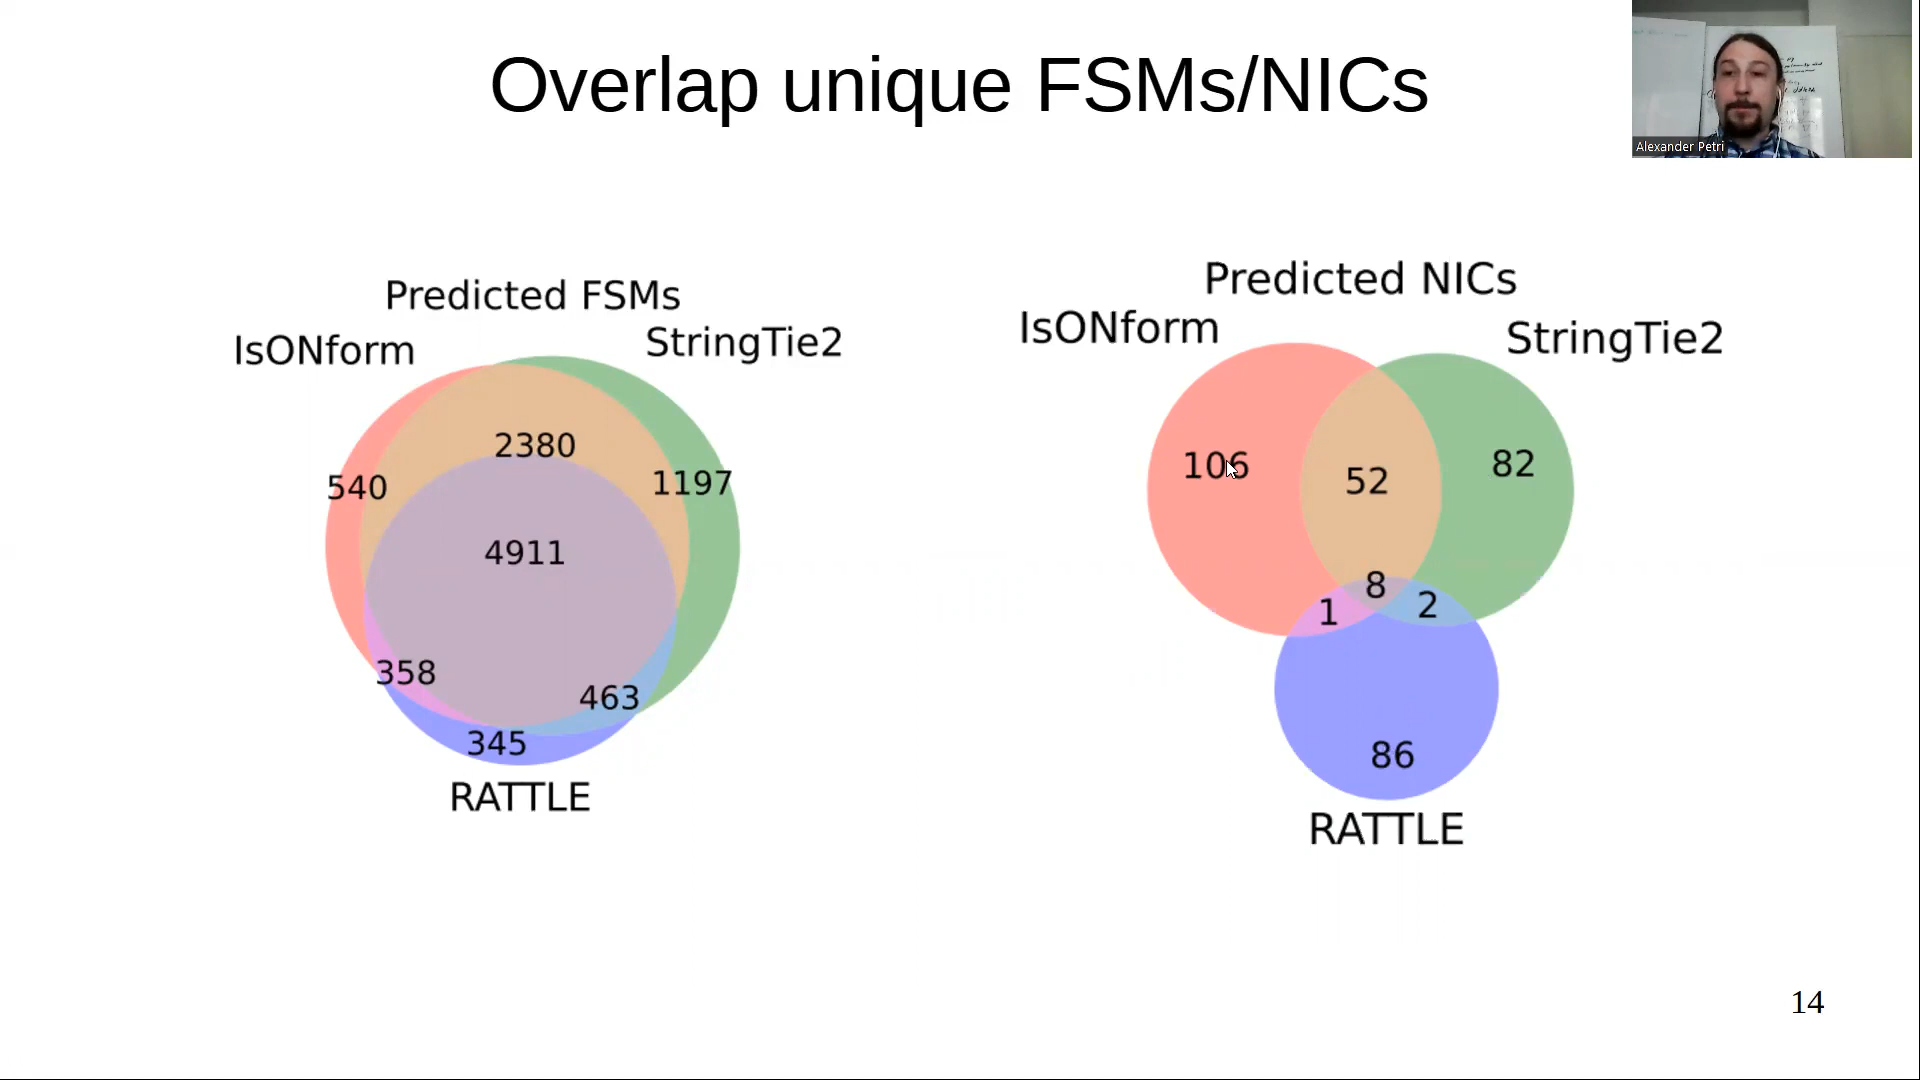 Overlap unique FSMs/NICs
Alexander Petri
Predicted FSMs
IsONform
StringTie2
2380
540
1197
4911
358
463
345
RATTLE
Predicted NICs
IsONform
StringTie2
106
52
82
8
1
2
86
RATTLE
14